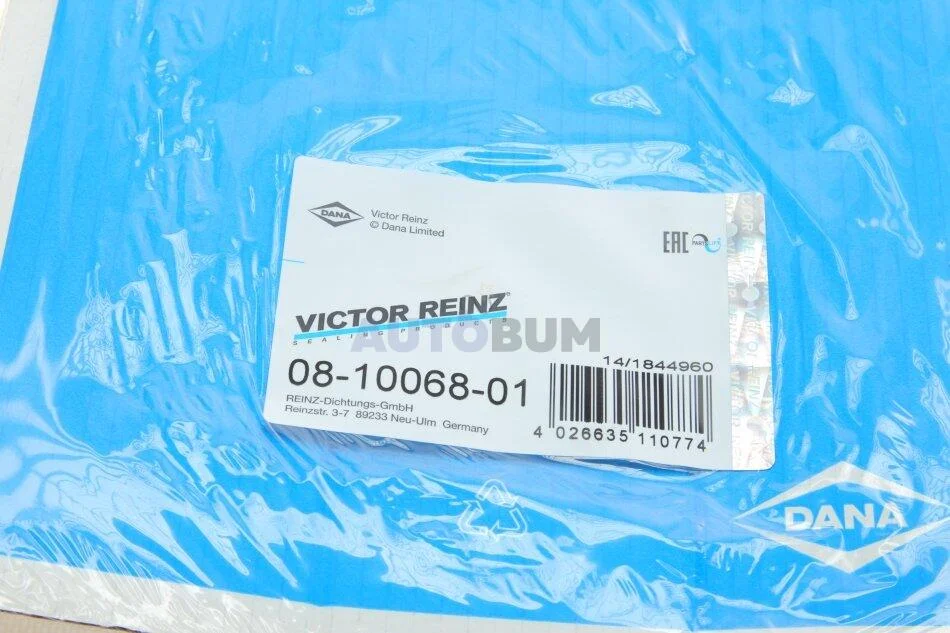 DANA
Victor Reinz
© Dana Limited
EAC
PARTSLIFE
VICTOR REINZ®
SEALING PRODUCTS
AUTOBUM
08-10068-01
REINZ-Dichtungs-GmbH
Reinzstr. 3-7 89233 Neu-Ulm Germany
14/1844960
4 026635 110774
DANA